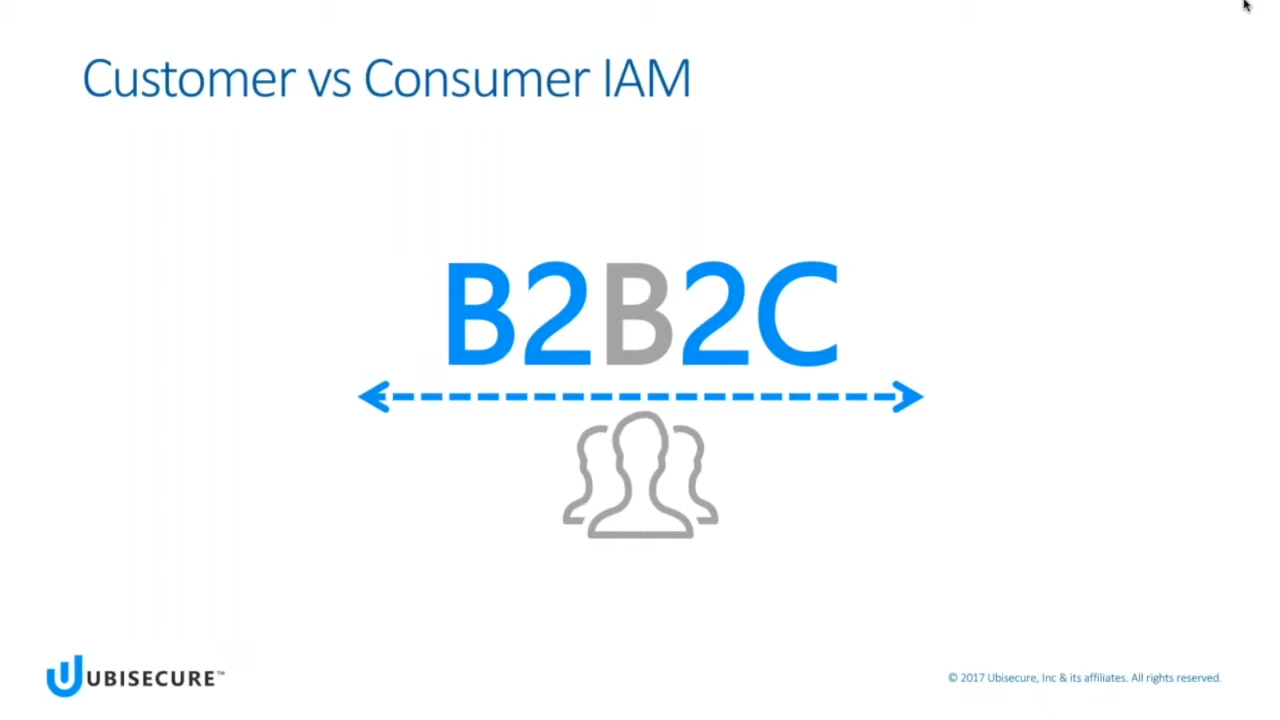 Customer vs Consumer IAM
B2B2C
UBISECURE™
© 2017 Ubisecure, Inc & its affiliates. All rights reserved.